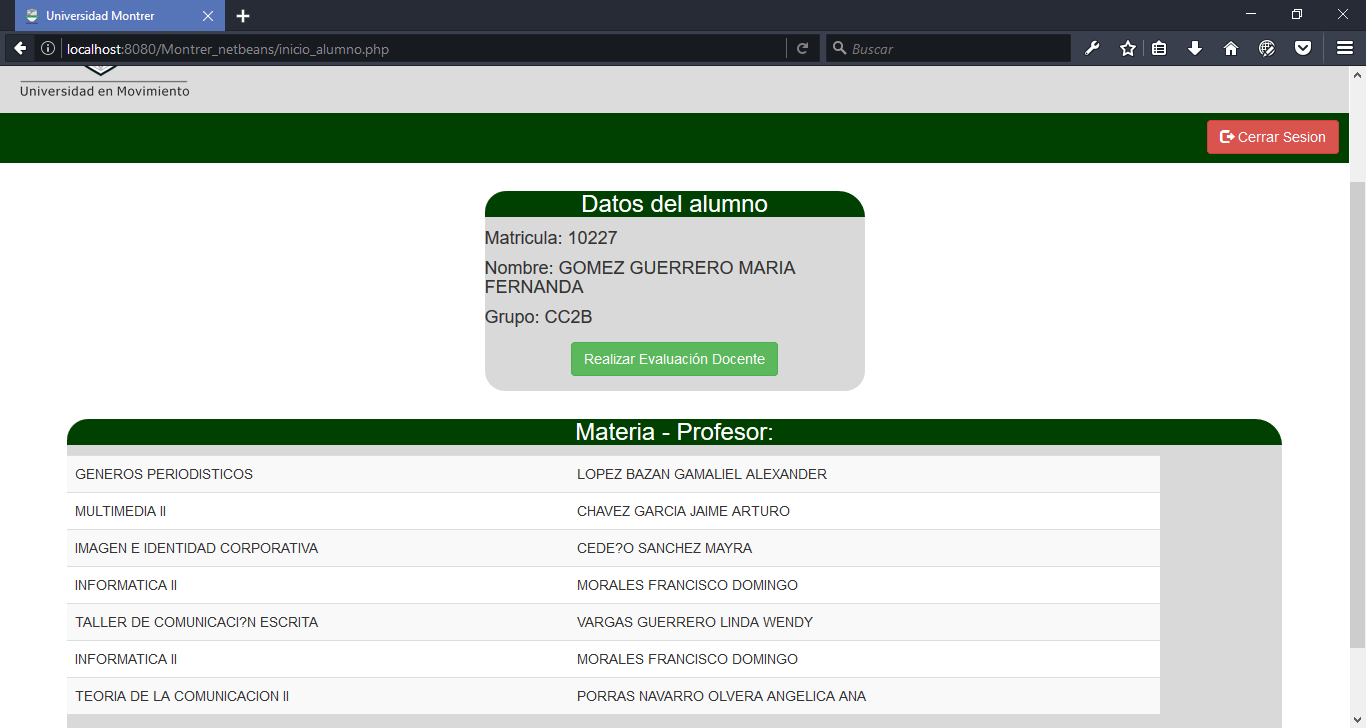 Universidad Montrer
localhost:8080/Montrer_netbeans/inicio_alumno.php
Buscar
Universidad en Movimiento
Cerrar Sesion
Datos del alumno
Matricula: 10227
Nombre: GOMEZ GUERRERO MARIA
FERNANDA
Grupo: CC2B
Realizar Evaluación Docente
Materia - Profesor:
GENEROS PERIODISTICOS LOPEZ BAZAN GAMALIEL ALEXANDER
MULTIMEDIA II CHAVEZ GARCIA JAIME ARTURO
IMAGEN E IDENTIDAD CORPORATIVA CEDE?O SANCHEZ MAYRA
INFORMATICA II MORALES FRANCISCO DOMINGO
TALLER DE COMUNICACI?N ESCRITA VARGAS GUERRERO LINDA WENDY
INFORMATICA II MORALES FRANCISCO DOMINGO
TEORIA DE LA COMUNICACION II PORRAS NAVARRO OLVERA ANGELICA ANA